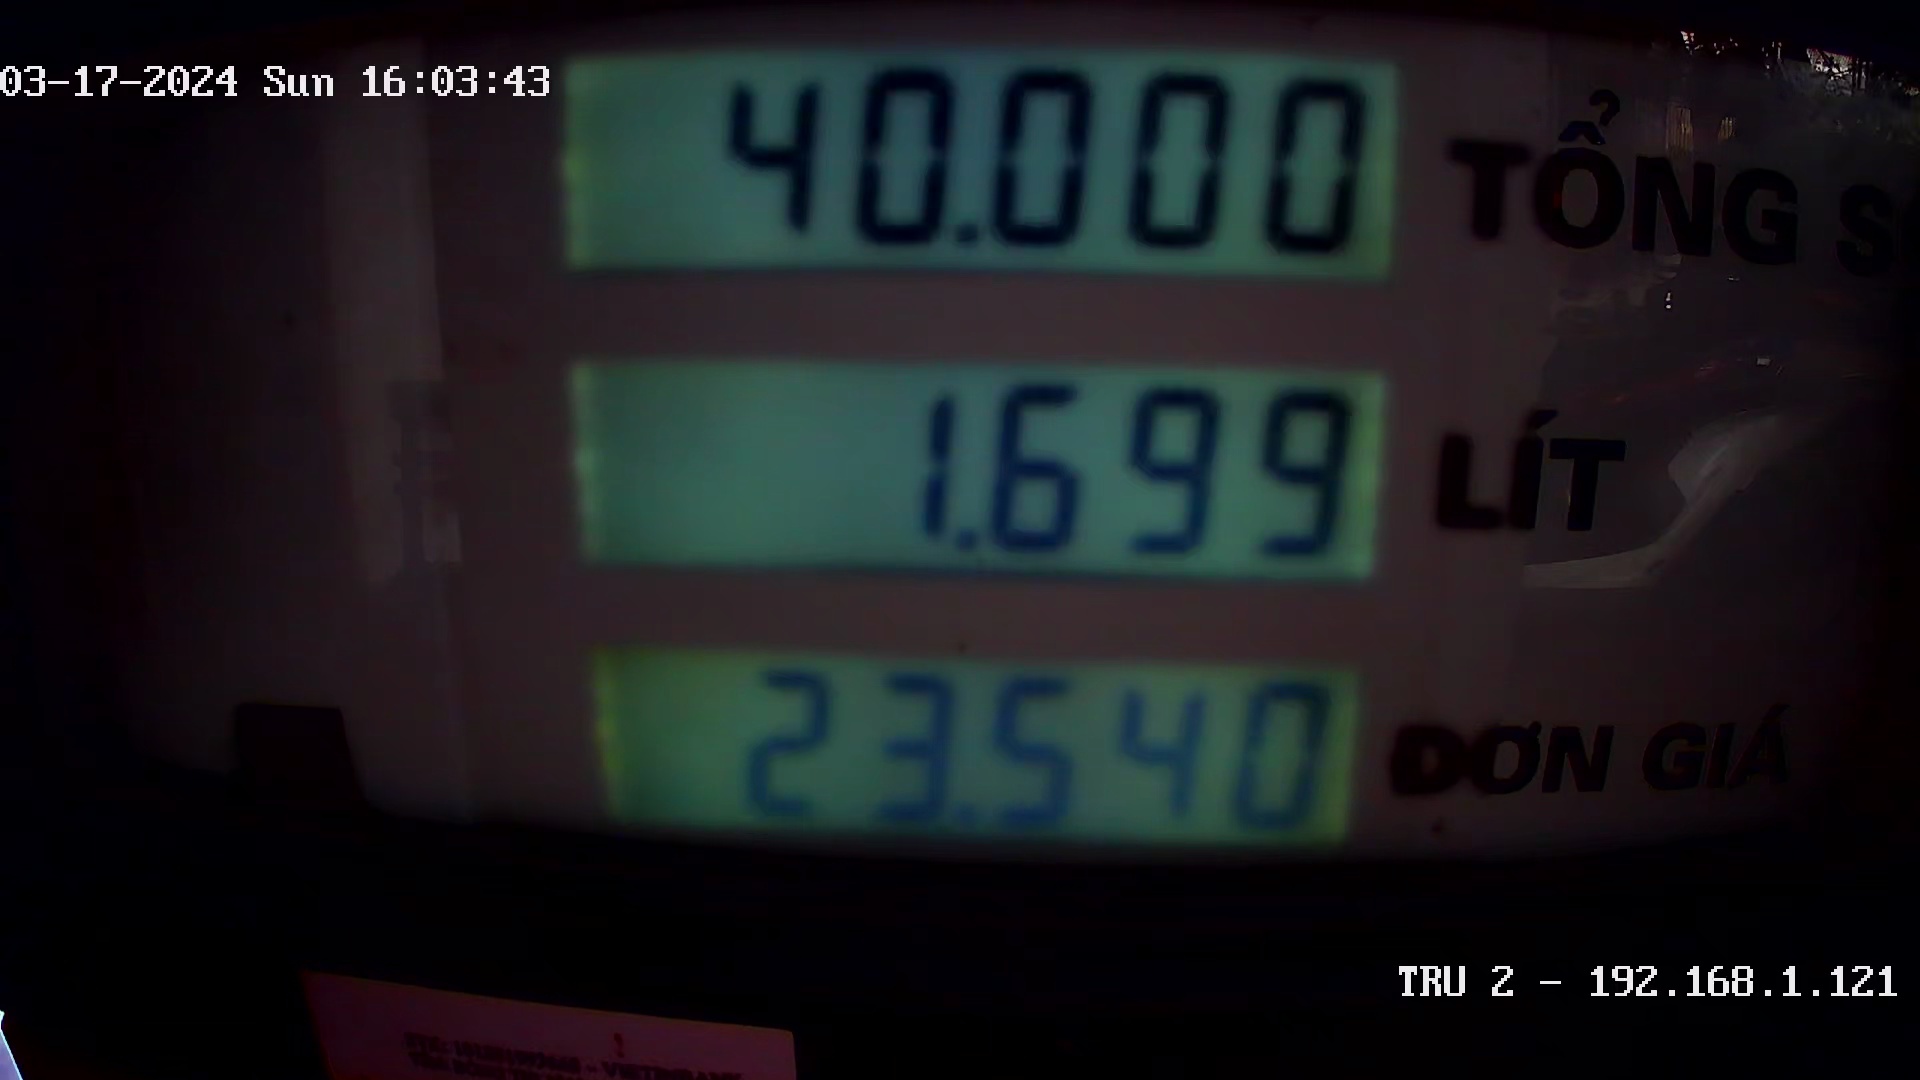 03-17-2024 Sun 16:03:43
40.000 TỔNG S
1.699 LÍT
23.540 ĐƠN GIÁ
TRU 2 - 192.168.1.121
VIETINBANK